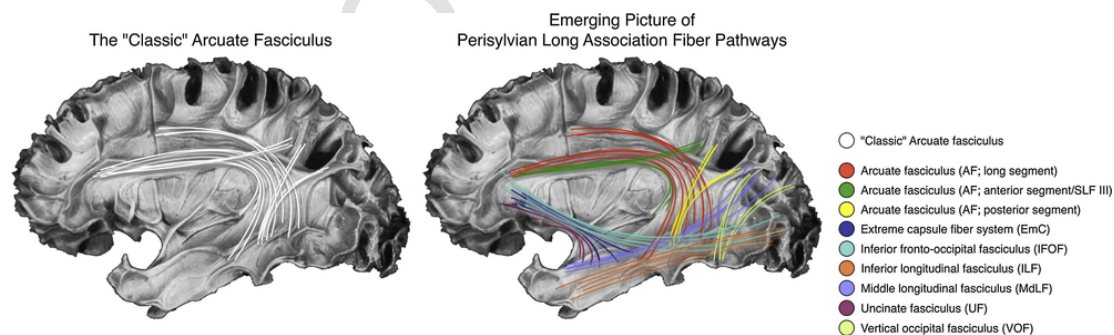 The "Classic" Arcuate Fasciculus
Emerging Picture of
Perisylvian Long Association Fiber Pathways
"Classic" Arcuate fasciculus
Arcuate fasciculus (AF; long segment)
Arcuate fasciculus (AF; anterior segment/SLF III)
Arcuate fasciculus (AF; posterior segment)
Extreme capsule fiber system (EmC)
Inferior fronto-occipital fasciculus (IFOF)
Inferior longitudinal fasciculus (ILF)
Middle longitudinal fasciculus (MdLF)
Uncinate fasciculus (UF)
Vertical occipital fasciculus (VOF)